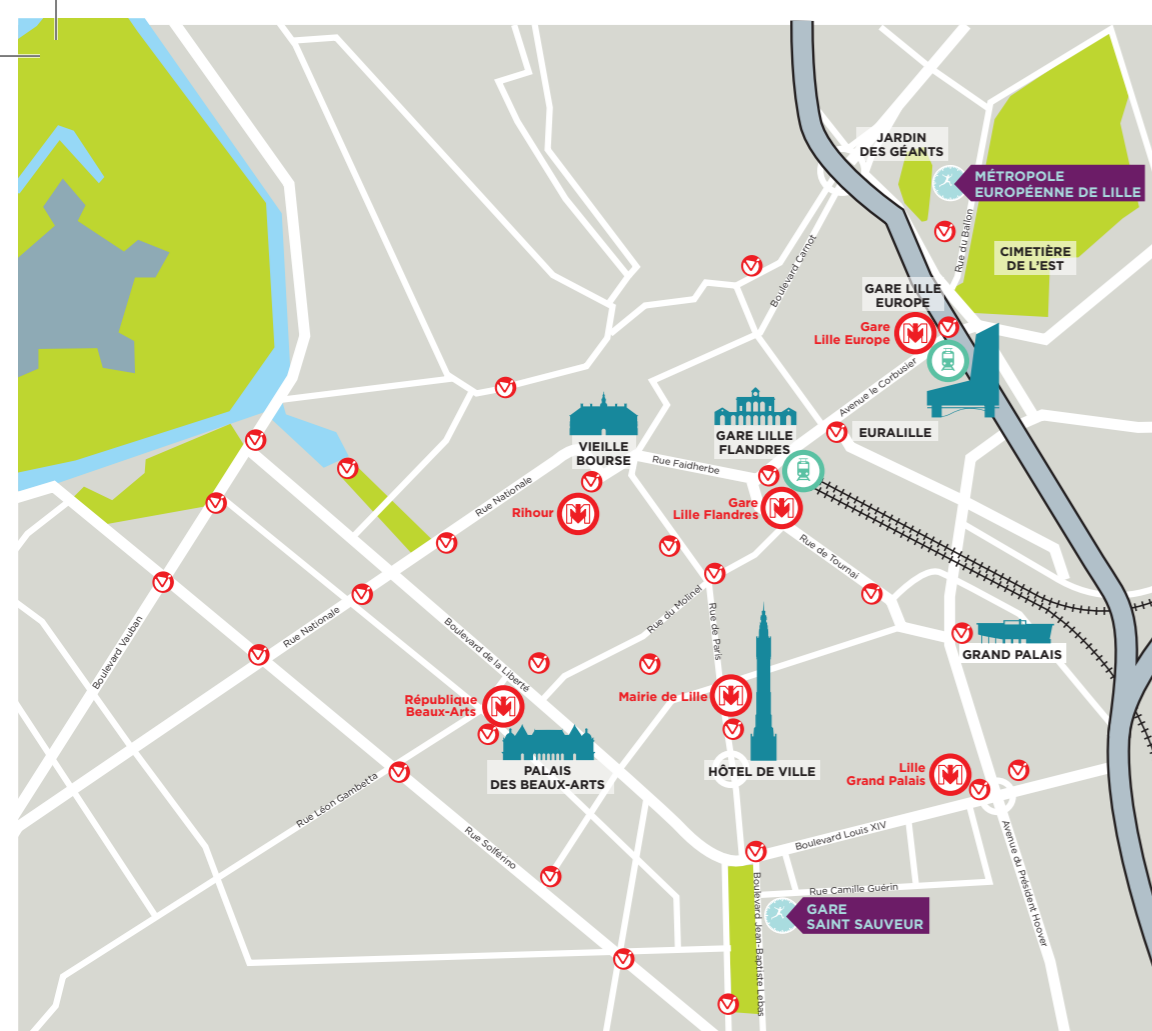 JARDIN
DES GÉANTS
MÉTROPOLE
EUROPÉENNE DE LILLE
Rue du Ballon
CIMETIÈRE
DE L'EST
Boulevard Carnot
GARE LILLE
EUROPE
Gare
Lille Europe
Avenue le Corbusier
VIEILLE
BOURSE
GARE LILLE
FLANDRES
EURALILLE
Rue Faidherbe
Rue Nationale
Rihour
Gare
Lille Flandres
Rue de Tournai
Rue du Molinel
Rue de Paris
Rue Nationale
Boulevard Vauban
Boulevard de la Liberté
GRAND PALAIS
République
Beaux-Arts
Mairie de Lille
PALAIS
DES BEAUX-ARTS
HÔTEL DE VILLE
Lille
Grand Palais
Rue Léon Gambetta
Rue Solférino
Boulevard Louis XIV
Avenue du Président Hoover
Rue Camille Guérin
Boulevard Jean-Baptiste Lebas
GARE
SAINT SAUVEUR